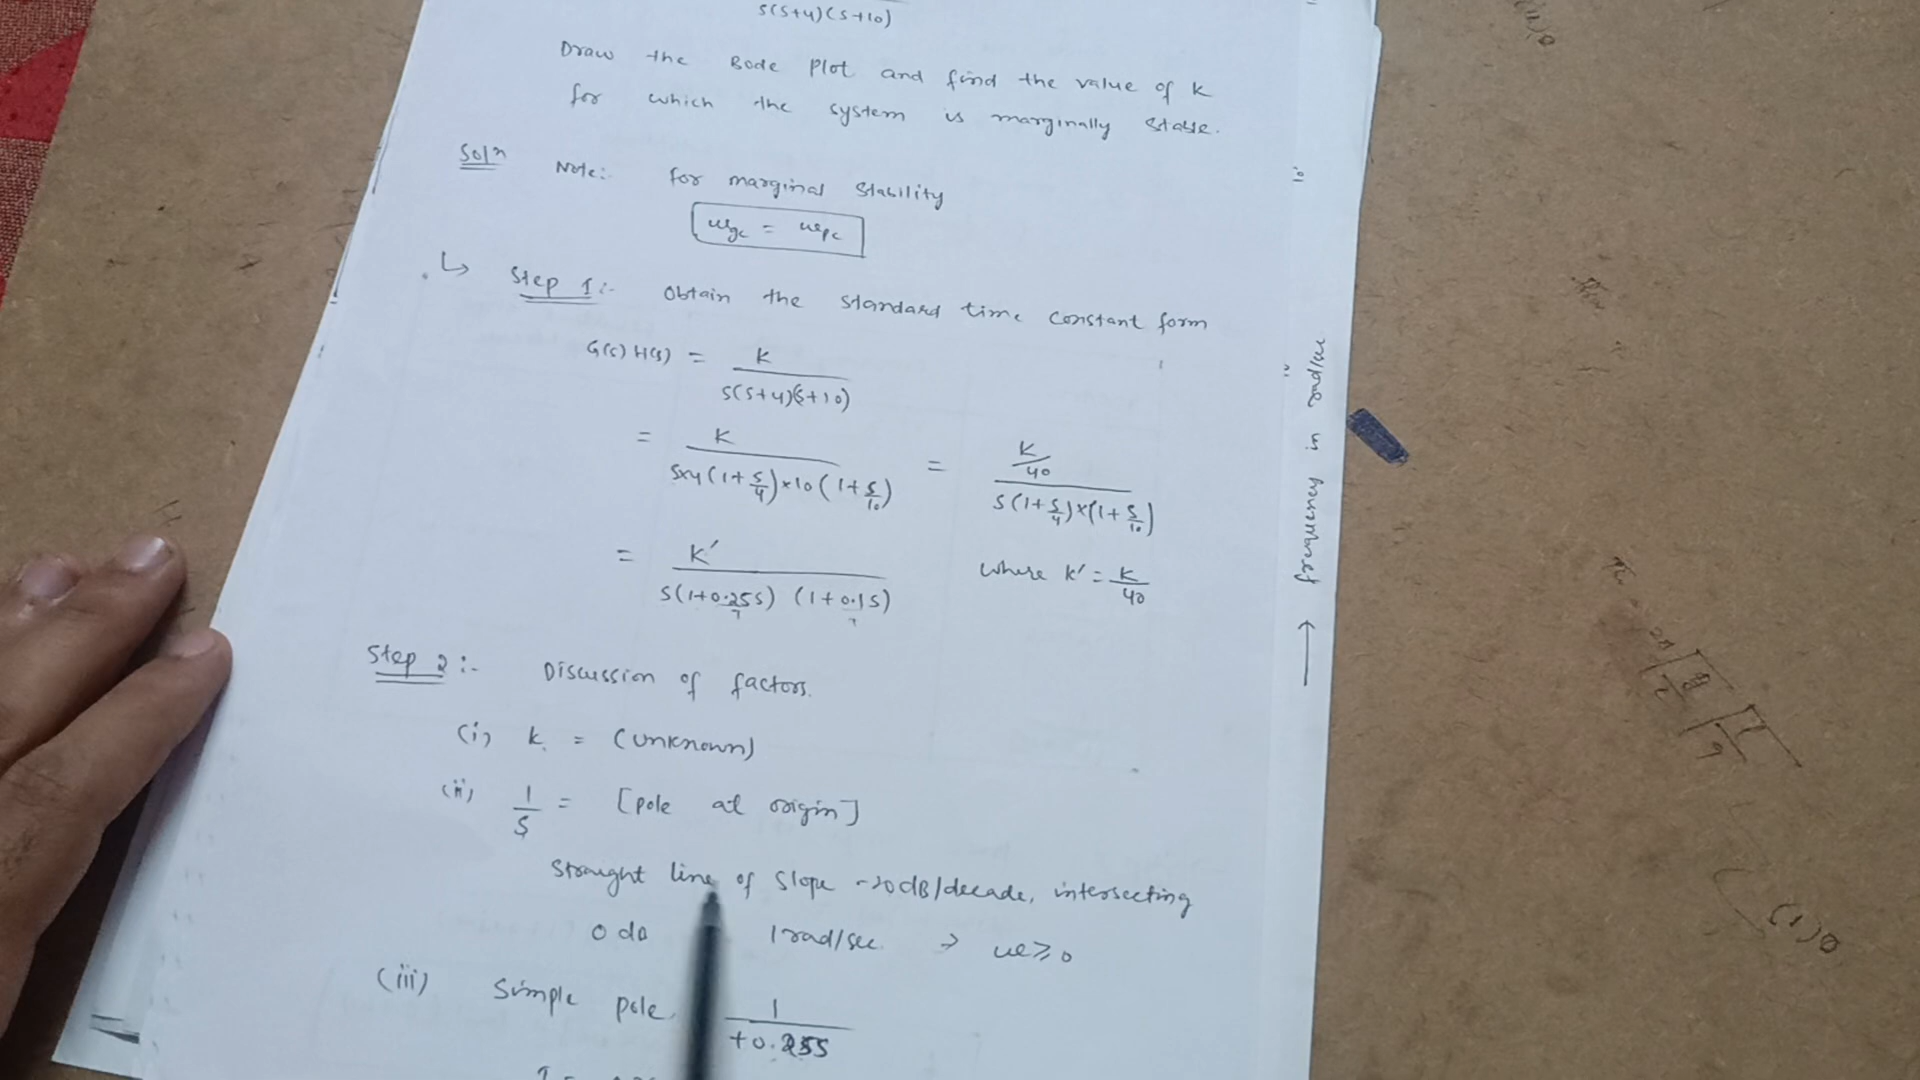 s(s+4)(s+10)
Draw the Bode Plot and find the value of K
for which the system is marginally stable.
Soln Note:- for marginal stability
ωgc = ωpc
↳ Step 1:- Obtain the standard time constant form
G(s) H(s) = K / s(s+4)(s+10)
= K / s×4(1+s/4)×10(1+s/10) = K/40 / s(1+s/4)×(1+s/10)
= K′ / s(1+0.25s) (1+0.1s) where K′ = K/40
Step 2:- Discussion of factors.
(i) K = (unknown)
(ii) 1/s = [pole at origin]
straight line of slope -20dB/decade, intersecting
0 dB 1rad/sec → ω≥0
(iii) simple pole 1 / +0.25s
frequency in rad/sec